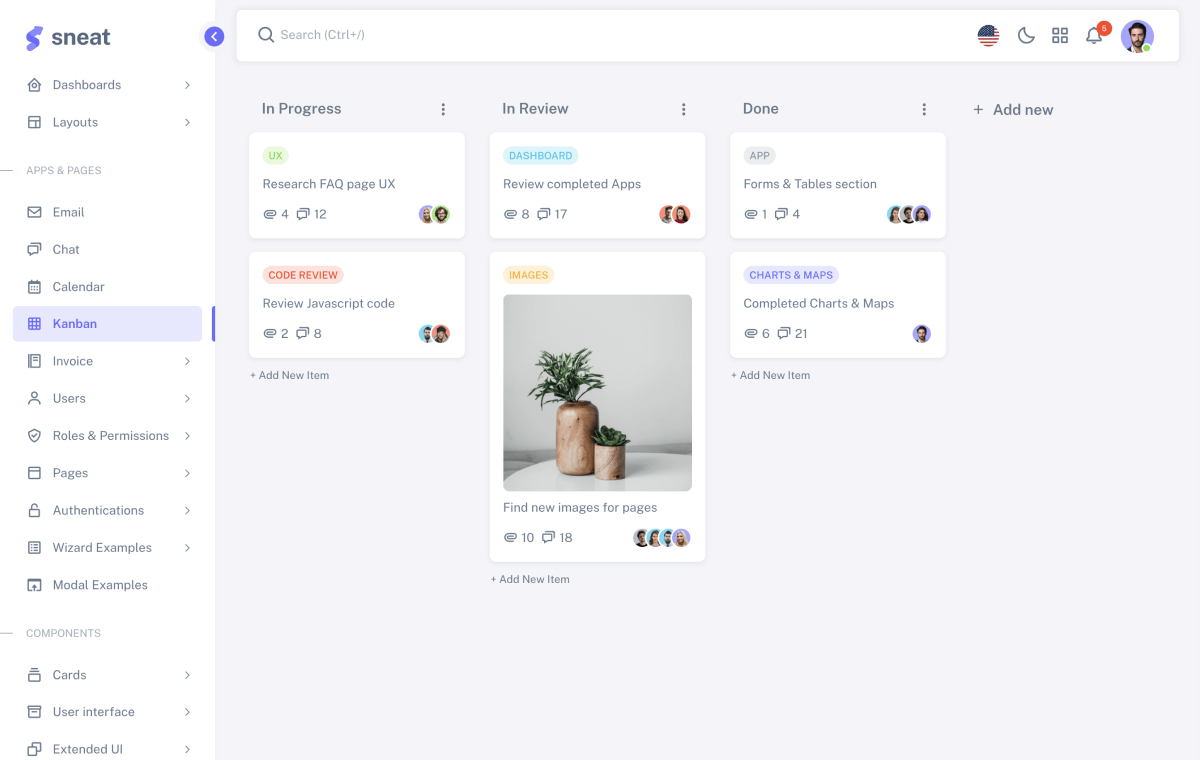 sneat
Dashboards
Layouts
APPS & PAGES
Email
Chat
Calendar
Kanban
Invoice
Users
Roles & Permissions
Pages
Authentications
Wizard Examples
Modal Examples
COMPONENTS
Cards
User interface
Extended UI
Search (Ctrl+/)
5
In Progress
UX
Research FAQ page UX
4 12
CODE REVIEW
Review Javascript code
2 8
+ Add New Item
In Review
DASHBOARD
Review completed Apps
8 17
IMAGES
Find new images for pages
10 18
+ Add New Item
Done
APP
Forms & Tables section
1 4
CHARTS & MAPS
Completed Charts & Maps
6 21
+ Add New Item
+ Add new